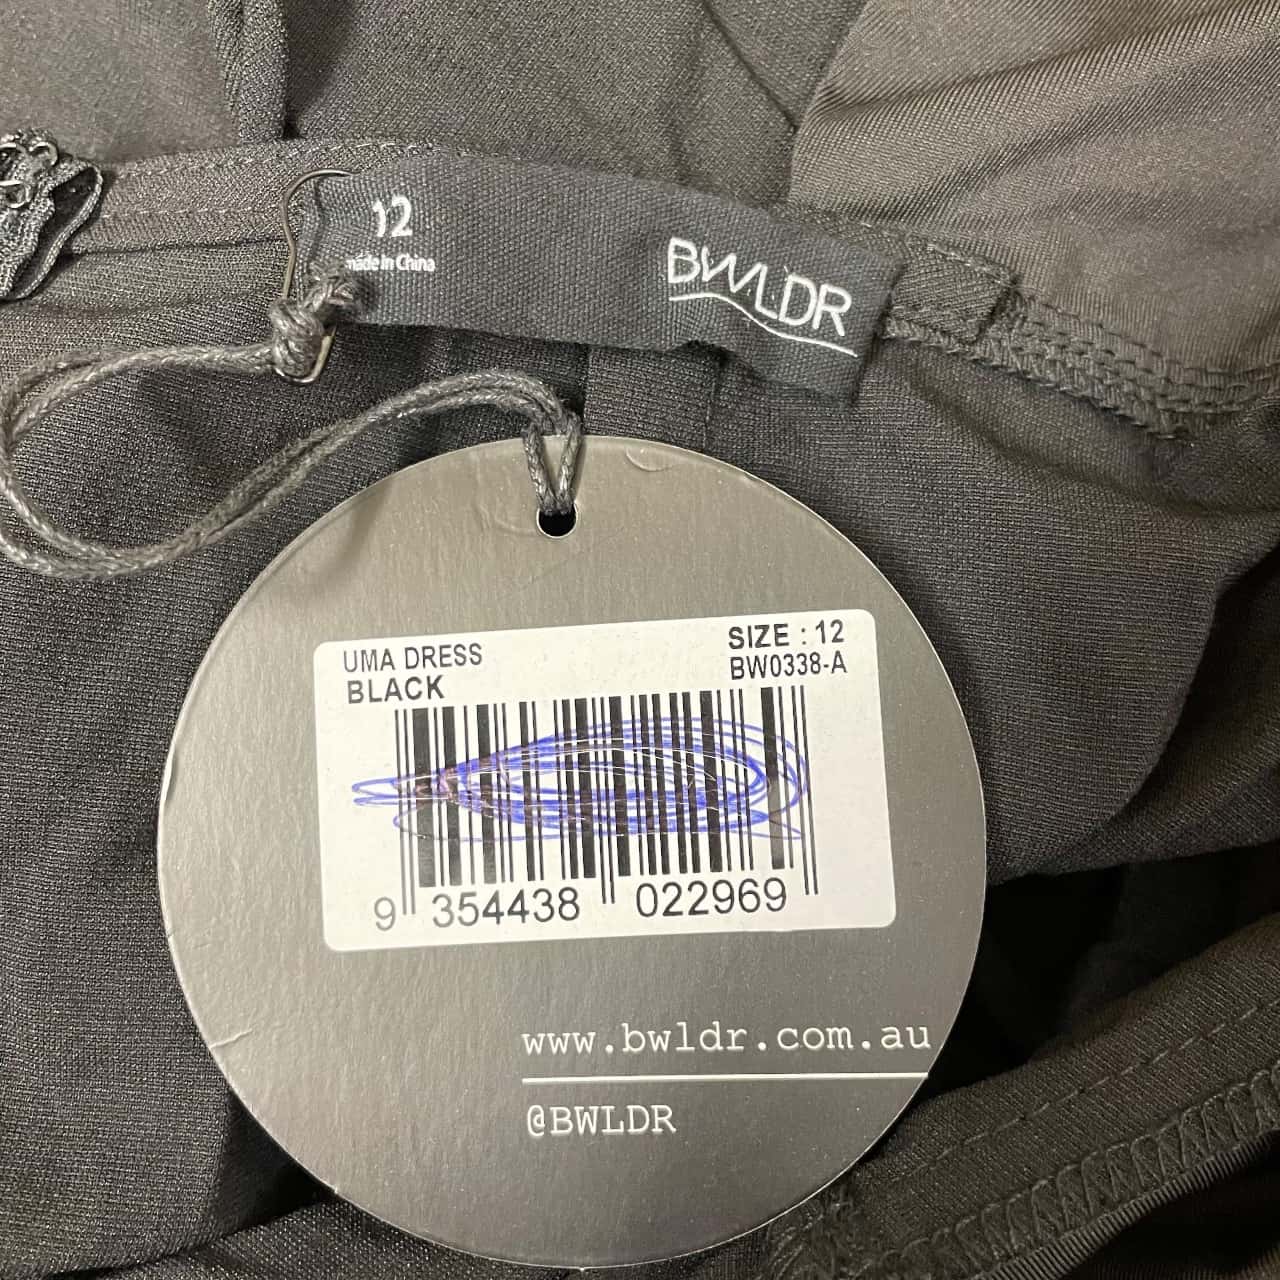 12
made in China
BWLDR
UMA DRESS
BLACK
SIZE : 12
BW0338-A
9 354438 022969
www.bwldr.com.au
@BWLDR